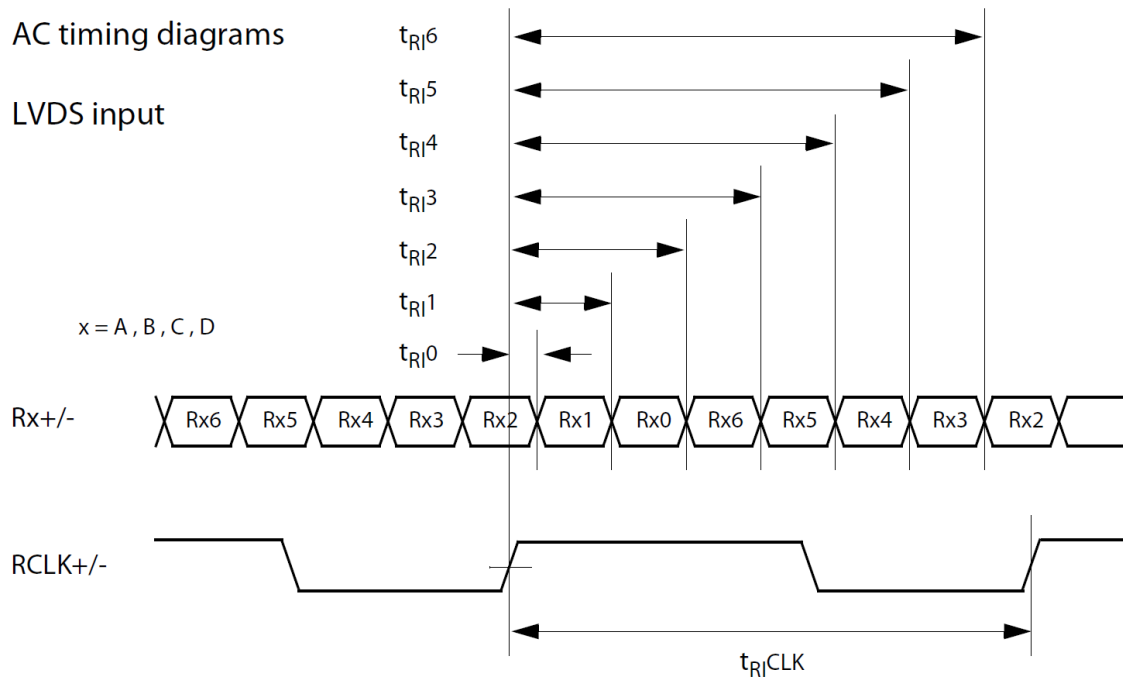 AC timing diagrams
LVDS input
tRI6
tRI5
tRI4
tRI3
tRI2
tRI1
x = A , B , C , D
tRI0
Rx+/- Rx6 Rx5 Rx4 Rx3 Rx2 Rx1 Rx0 Rx6 Rx5 Rx4 Rx3 Rx2
RCLK+/-
tRICLK